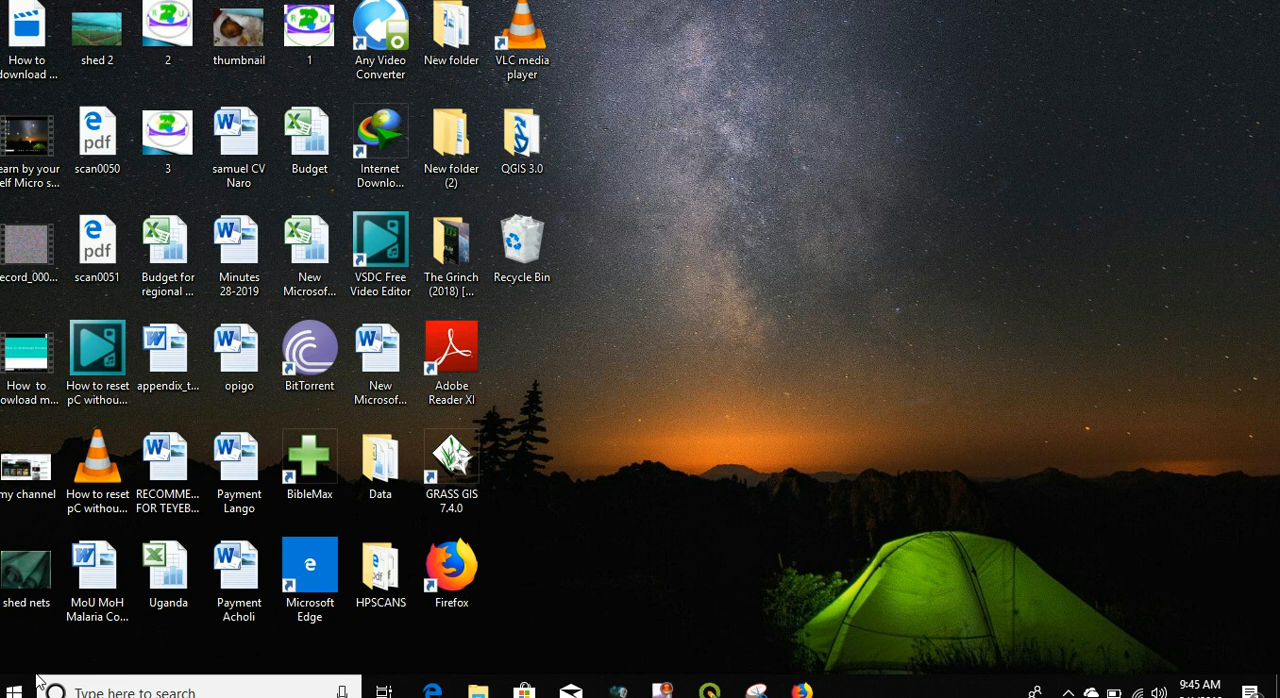 How to
download ...
shed 2
2
thumbnail
1
Any Video
Converter
New folder
VLC media
player
earn by your
elf Micro s...
pdf
scan0050
3
samuel CV
Naro
Budget
Internet
Downlo...
New folder
(2)
QGIS 3.0
ecord_000...
pdf
scan0051
Budget for
regional ...
Minutes
28-2019
New
Microsof...
VSDC Free
Video Editor
The Grinch
(2018) [...
Recycle Bin
How to
owload m...
How to reset
pC withou...
appendix_t...
opigo
BitTorrent
New
Microsof...
Adobe
Reader XI
my channel
How to reset
pC withou...
RECOMME...
FOR TEYEB...
Payment
Lango
BibleMax
Data
GRASS GIS
7.4.0
shed nets
MoU MoH
Malaria Co...
Uganda
Payment
Acholi
Microsoft
Edge
HPSCANS
Firefox
Type here to search
9:45 AM